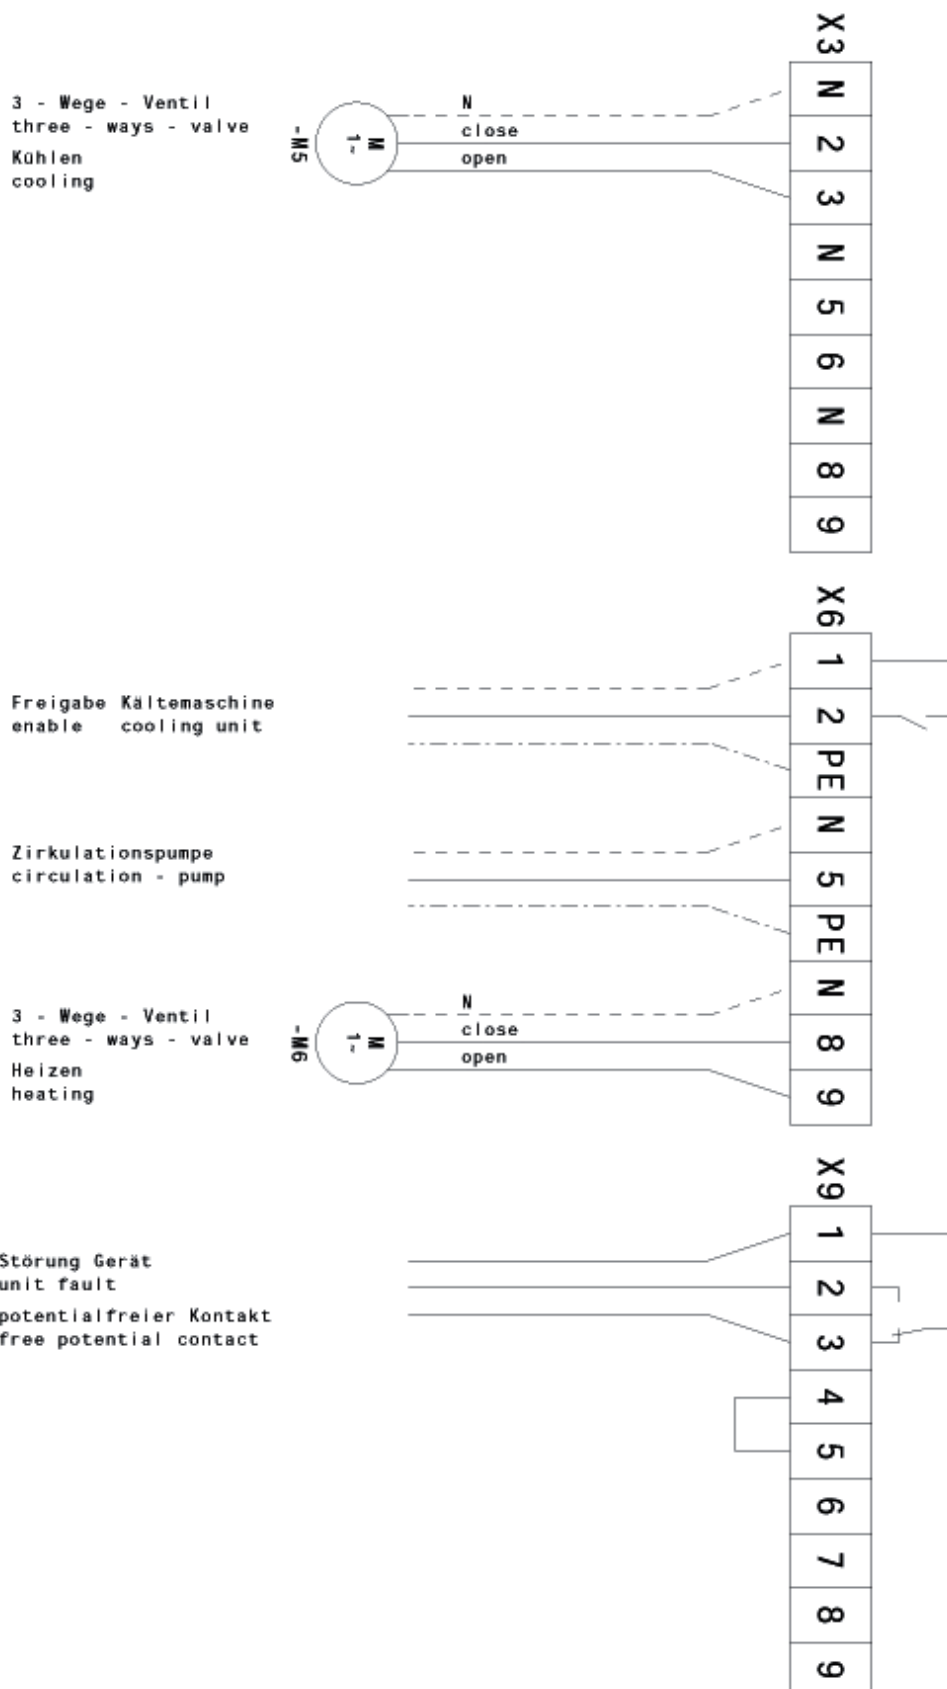 X3
3 - Wege - Ventil
three - ways - valve
Kühlen
cooling
-M5
M
1~
N
close
open
N
2
3
N
5
6
N
8
9
X6
Freigabe Kältemaschine
enable cooling unit
Zirkulationspumpe
circulation - pump
3 - Wege - Ventil
three - ways - valve
Heizen
heating
-M6
M
1~
N
close
open
1
2
PE
N
5
PE
N
8
9
X9
Störung Gerät
unit fault
potentialfreier Kontakt
free potential contact
1
2
3
4
5
6
7
8
9